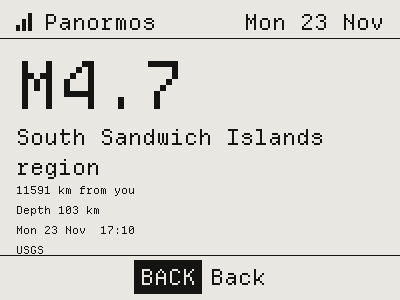 Panormos Mon 23 Nov
M4.7
South Sandwich Islands
region
11591 km from you
Depth 103 km
Mon 23 Nov  17:10
USGS
BACK Back